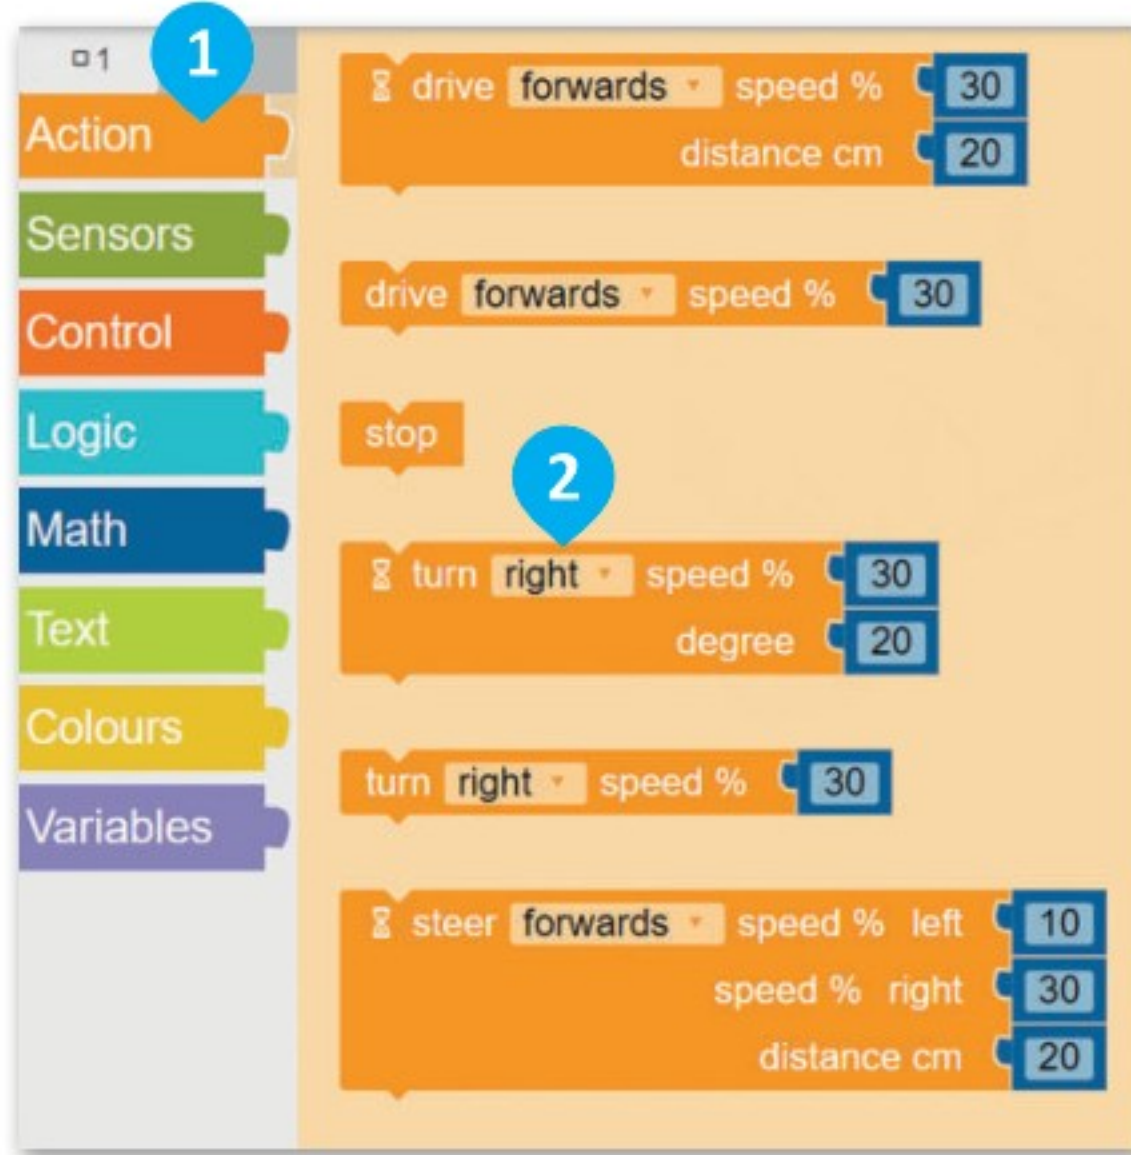 1
1
Action
Sensors
Control
Logic
Math
Text
Colours
Variables
drive forwards speed % 30
distance cm 20
drive forwards speed % 30
stop
2
turn right speed % 30
degree 20
turn right speed % 30
steer forwards speed % left 10
speed % right 30
distance cm 20